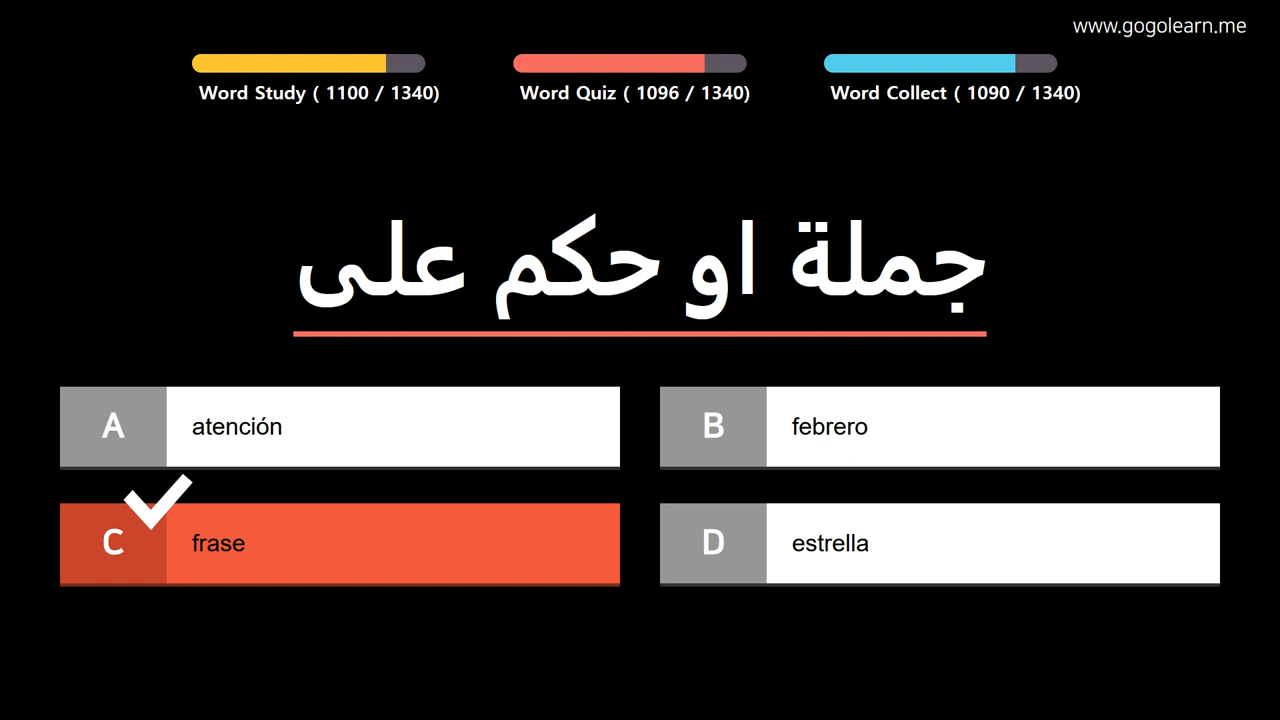 www.gogolearn.me
Word Study ( 1100 / 1340)
Word Quiz ( 1096 / 1340)
Word Collect ( 1090 / 1340)
جملة او حكم على
A atención
B febrero
C frase
D estrella